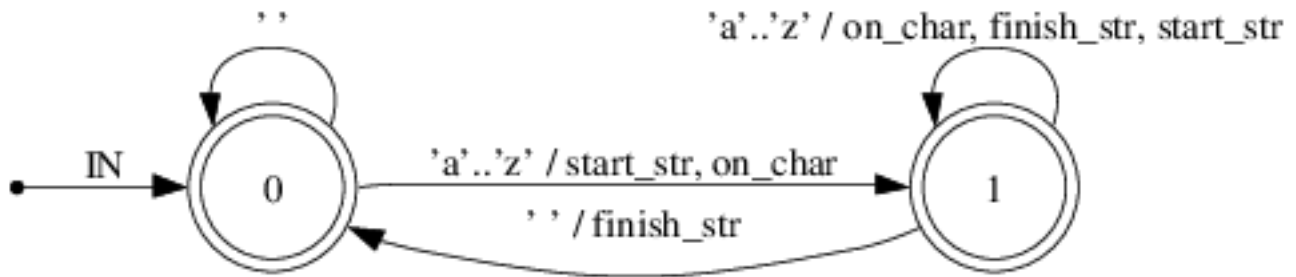 ' '
'a'..'z' / on_char, finish_str, start_str
IN
0
'a'..'z' / start_str, on_char
1
' ' / finish_str